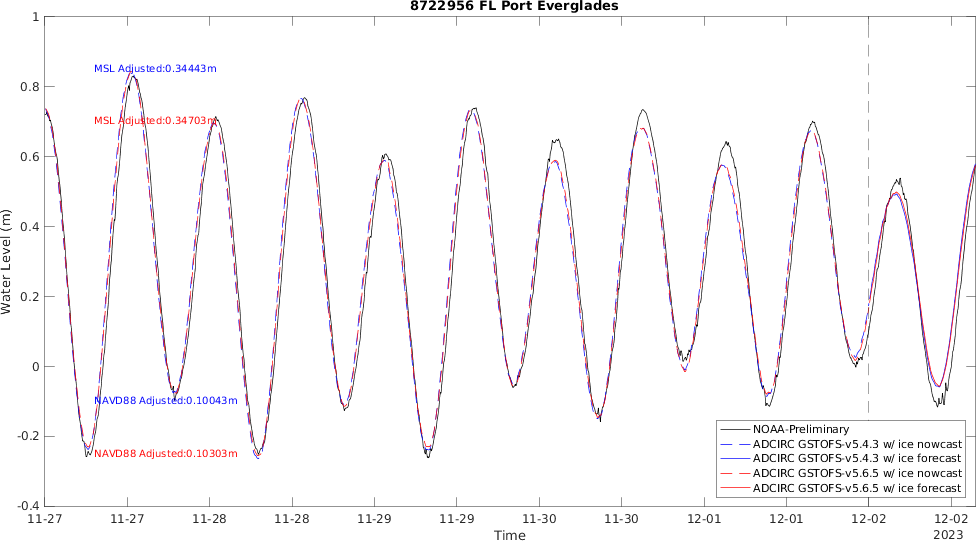 8722956 FL Port Everglades
1
0.8
0.6
0.4
0.2
0
-0.2
-0.4
Water Level (m)
MSL Adjusted:0.34443m
MSL Adjusted:0.34703m
NAVD88 Adjusted:0.10043m
NAVD88 Adjusted:0.10303m
NOAA-Preliminary
ADCIRC GSTOFS-v5.4.3 w/ ice nowcast
ADCIRC GSTOFS-v5.4.3 w/ ice forecast
ADCIRC GSTOFS-v5.6.5 w/ ice nowcast
ADCIRC GSTOFS-v5.6.5 w/ ice forecast
11-27 11-27 11-28 11-28 11-29 11-29 11-30 11-30 12-01 12-01 12-02 12-02
2023
Time